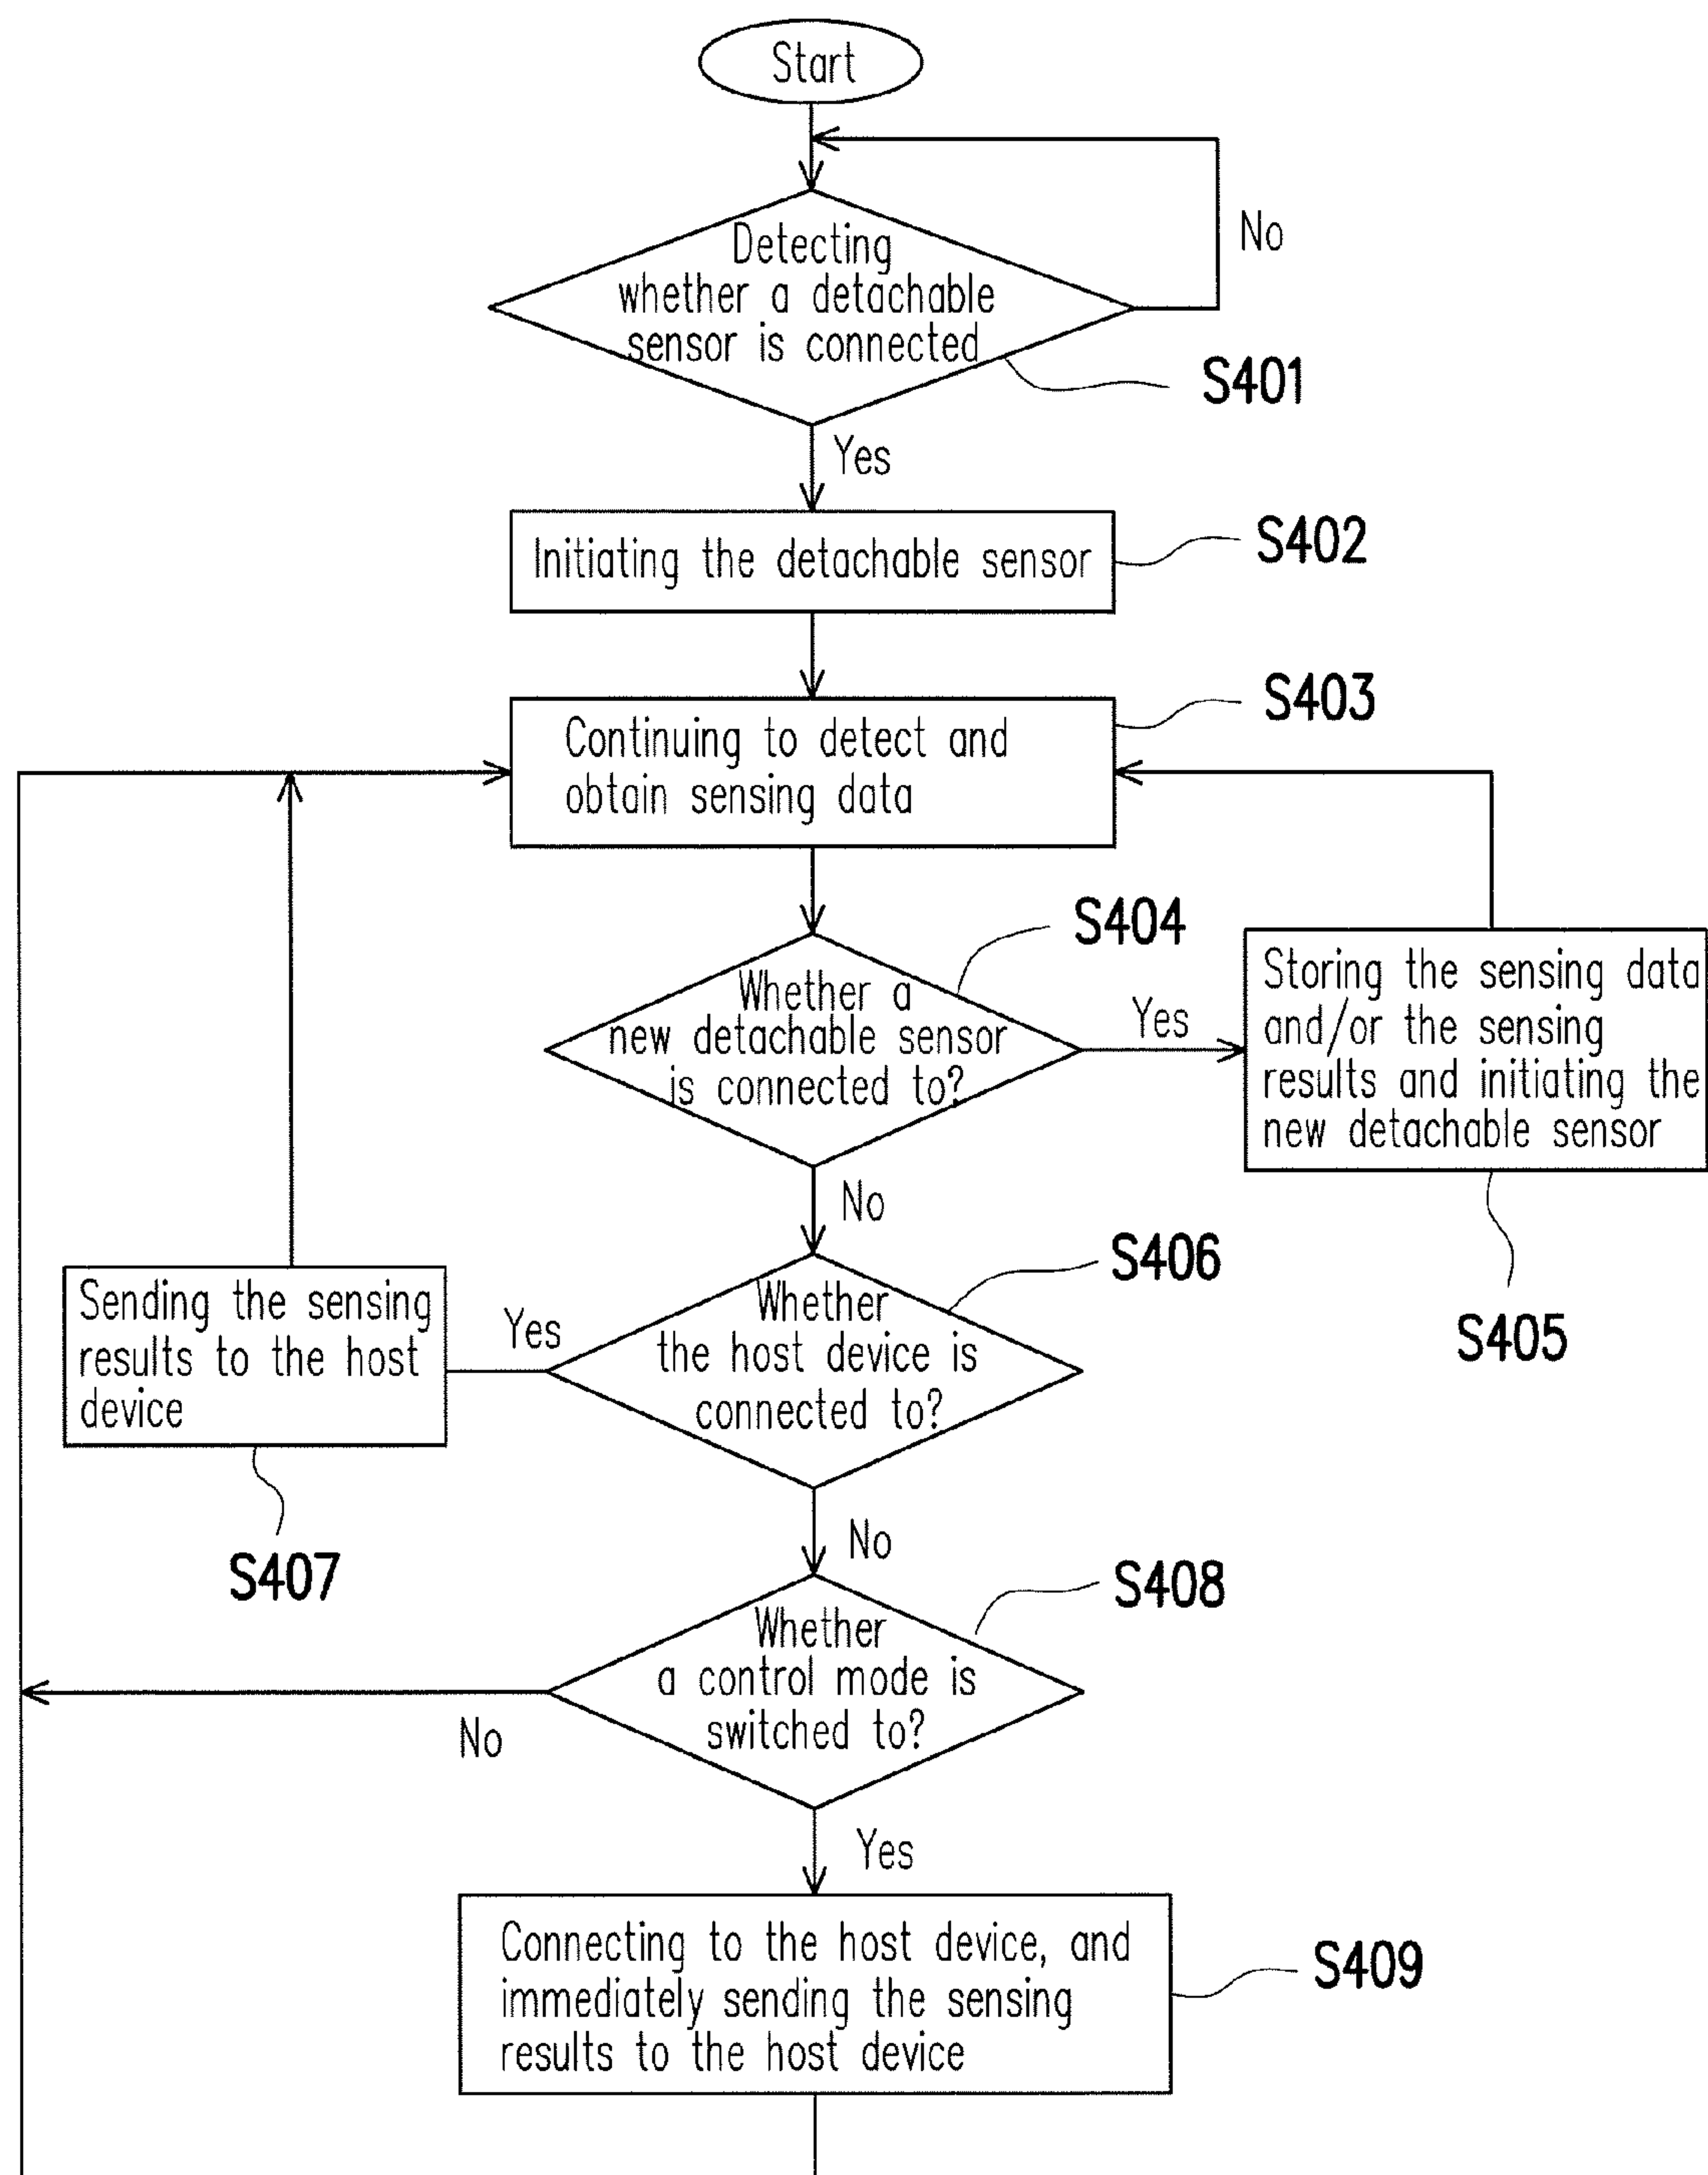 Start
No
Detecting
whether a detachable
sensor is connected
S401
Yes
Initiating the detachable sensor
S402
Continuing to detect and
obtain sensing data
S403
S404
Whether a
new detachable sensor
is connected to?
Yes
Storing the sensing data
and/or the sensing
results and initiating the
new detachable sensor
S405
No
S406
Whether
the host device is
connected to?
Yes
Sending the sensing
results to the host
device
S407
No
S408
Whether
a control mode is
switched to?
No
Yes
Connecting to the host device, and
immediately sending the sensing
results to the host device
S409